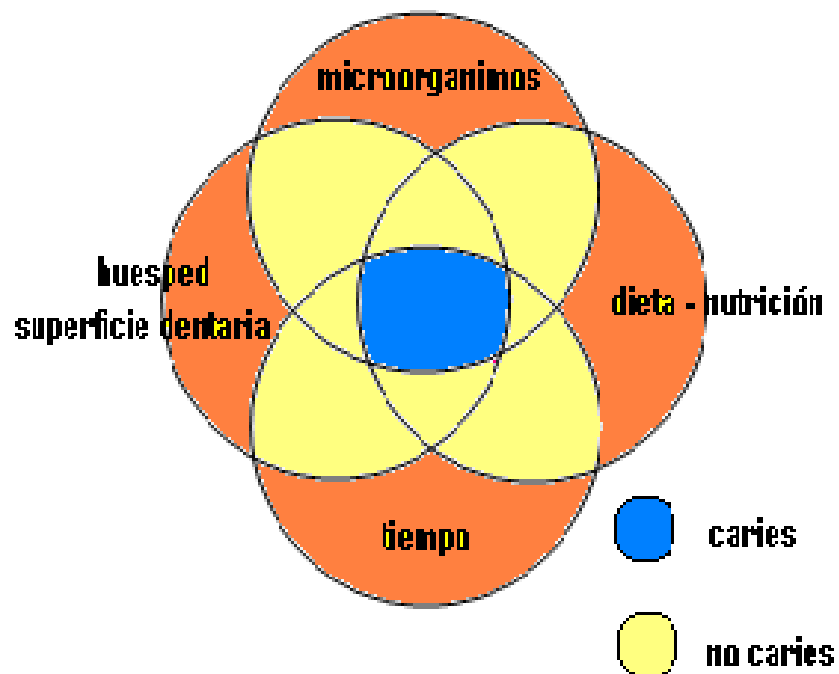 microorganimos
huesped
superficie dentaria
dieta - nutrición
tiempo
caries
no caries